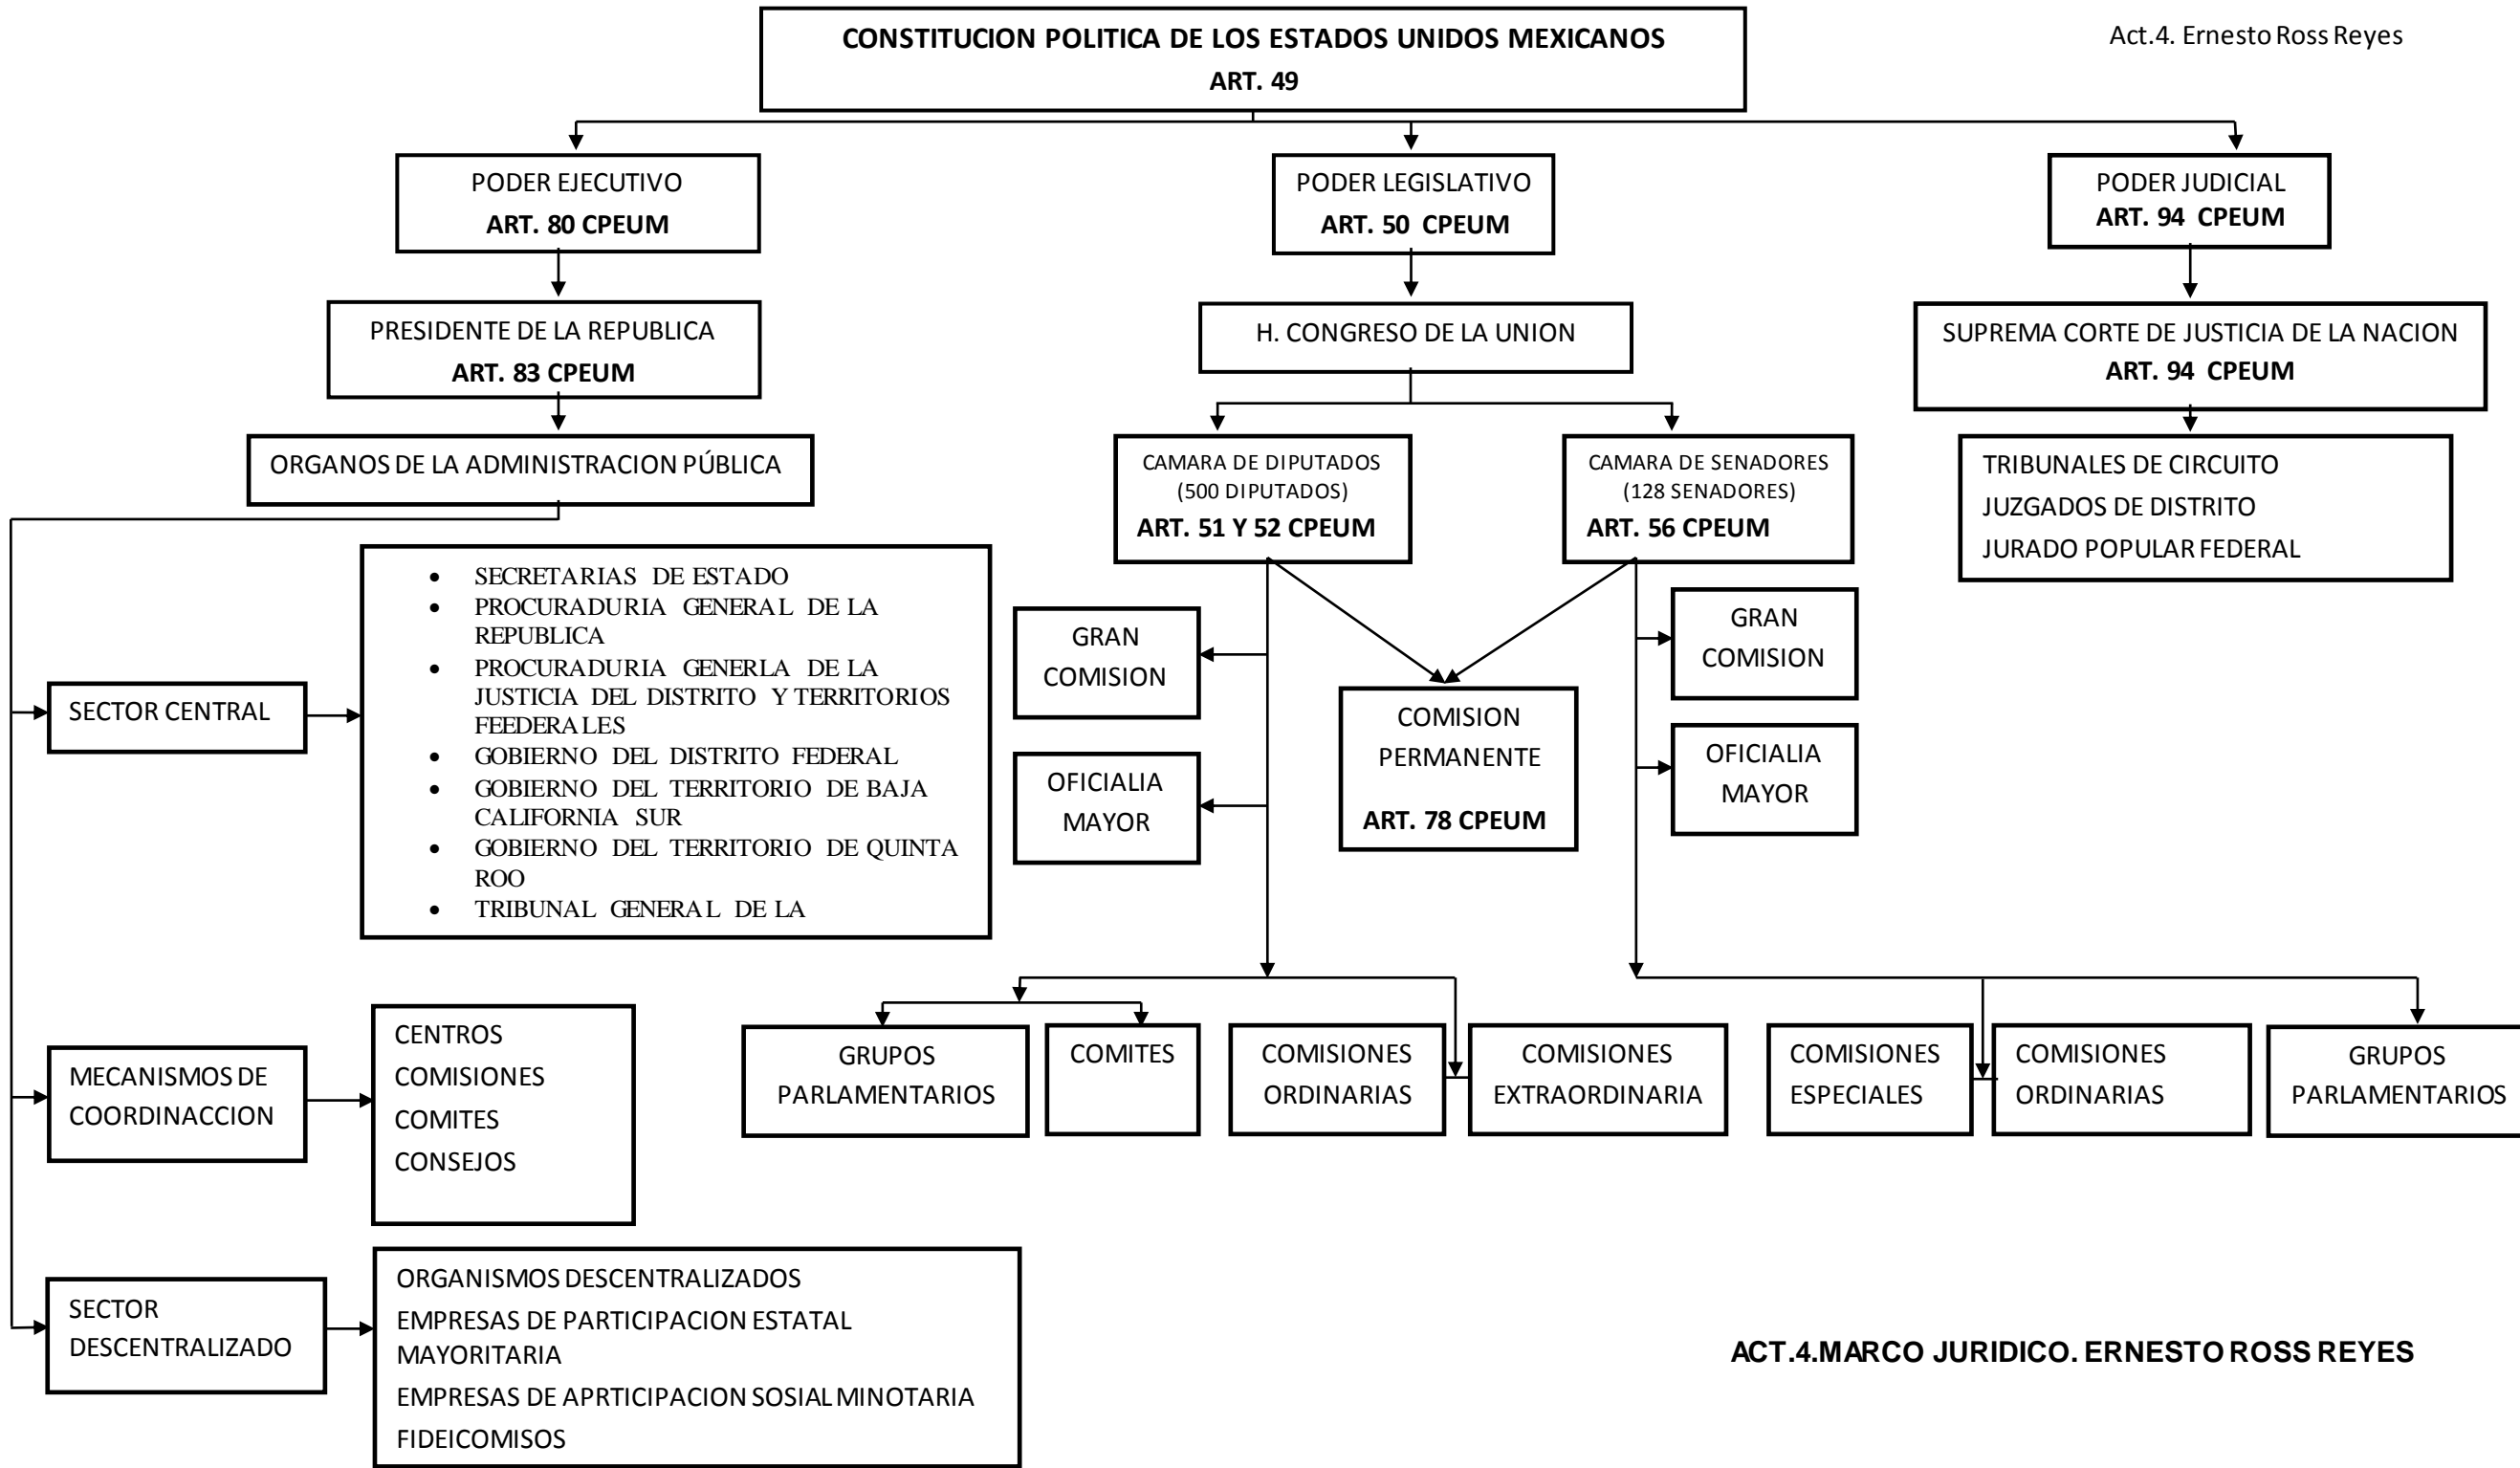 CONSTITUCION POLITICA DE LOS ESTADOS UNIDOS MEXICANOS
ART. 49
Act.4. Ernesto Ross Reyes
PODER EJECUTIVO
ART. 80 CPEUM
PODER LEGISLATIVO
ART. 50 CPEUM
PODER JUDICIAL
ART. 94 CPEUM
PRESIDENTE DE LA REPUBLICA
ART. 83 CPEUM
H. CONGRESO DE LA UNION
SUPREMA CORTE DE JUSTICIA DE LA NACION
ART. 94 CPEUM
ORGANOS DE LA ADMINISTRACION PÚBLICA
CAMARA DE DIPUTADOS
(500 DIPUTADOS)
ART. 51 Y 52 CPEUM
CAMARA DE SENADORES
(128 SENADORES)
ART. 56 CPEUM
TRIBUNALES DE CIRCUITO
JUZGADOS DE DISTRITO
JURADO POPULAR FEDERAL
SECTOR CENTRAL
• SECRETARIAS DE ESTADO
• PROCURADURIA GENERAL DE LA
REPUBLICA
• PROCURADURIA GENERLA DE LA
JUSTICIA DEL DISTRITO Y TERRITORIOS
FEEDERALES
• GOBIERNO DEL DISTRITO FEDERAL
• GOBIERNO DEL TERRITORIO DE BAJA
CALIFORNIA SUR
• GOBIERNO DEL TERRITORIO DE QUINTA
ROO
• TRIBUNAL GENERAL DE LA
GRAN
COMISION
OFICIALIA
MAYOR
COMISION
PERMANENTE
ART. 78 CPEUM
GRAN
COMISION
OFICIALIA
MAYOR
MECANISMOS DE
COORDINACCION
CENTROS
COMISIONES
COMITES
CONSEJOS
GRUPOS
PARLAMENTARIOS
COMITES
COMISIONES
ORDINARIAS
COMISIONES
EXTRAORDINARIA
COMISIONES
ESPECIALES
COMISIONES
ORDINARIAS
GRUPOS
PARLAMENTARIOS
SECTOR
DESCENTRALIZADO
ORGANISMOS DESCENTRALIZADOS
EMPRESAS DE PARTICIPACION ESTATAL
MAYORITARIA
EMPRESAS DE APRTICIPACION SOSIAL MINOTARIA
FIDEICOMISOS
ACT.4.MARCO JURIDICO. ERNESTO ROSS REYES